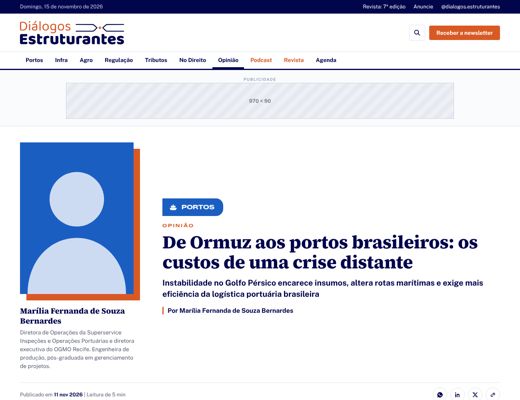 Domingo, 15 de novembro de 2026
Revista: 7ª edição
Anuncie
@dialogos.estruturantes
Diálogos
Estruturantes
Receber a newsletter
Portos
Infra
Agro
Regulação
Tributos
No Direito
Opinião
Podcast
Revista
Agenda
PUBLICIDADE
970 × 90
PORTOS
OPINIÃO
De Ormuz aos portos brasileiros: os
custos de uma crise distante
Instabilidade no Golfo Pérsico encarece insumos, altera rotas marítimas e exige mais
eficiência da logística portuária brasileira
Por Marília Fernanda de Souza Bernardes
Marília Fernanda de Souza
Bernardes
Diretora de Operações da Superservice
Inspeções e Operações Portuárias e diretora
executiva do OGMO Recife. Engenheira de
produção, pós-graduada em gerenciamento
de projetos.
Publicado em 11 nov 2026 | Leitura de 5 min